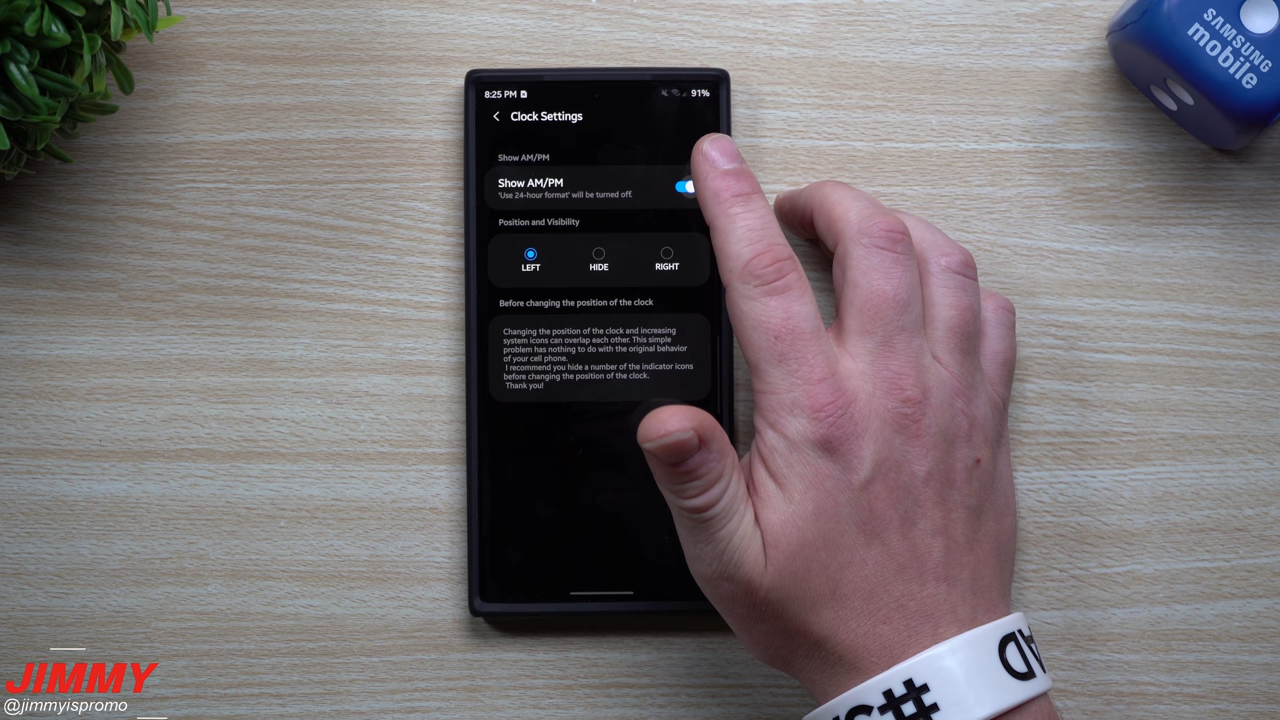 SAMSUNG
mobile
8:25 PM
91%
Clock Settings
Show AM/PM
Show AM/PM
'Use 24-hour format' will be turned off.
Position and Visibility
LEFT
HIDE
RIGHT
Before changing the position of the clock
Changing the position of the clock and increasing
system icons can overlap each other. This simple
problem has nothing to do with the original behavior
of your cell phone.
I recommend you hide a number of the indicator icons
before changing the position of the clock.
Thank you!
JIMMY
@jimmyispromo